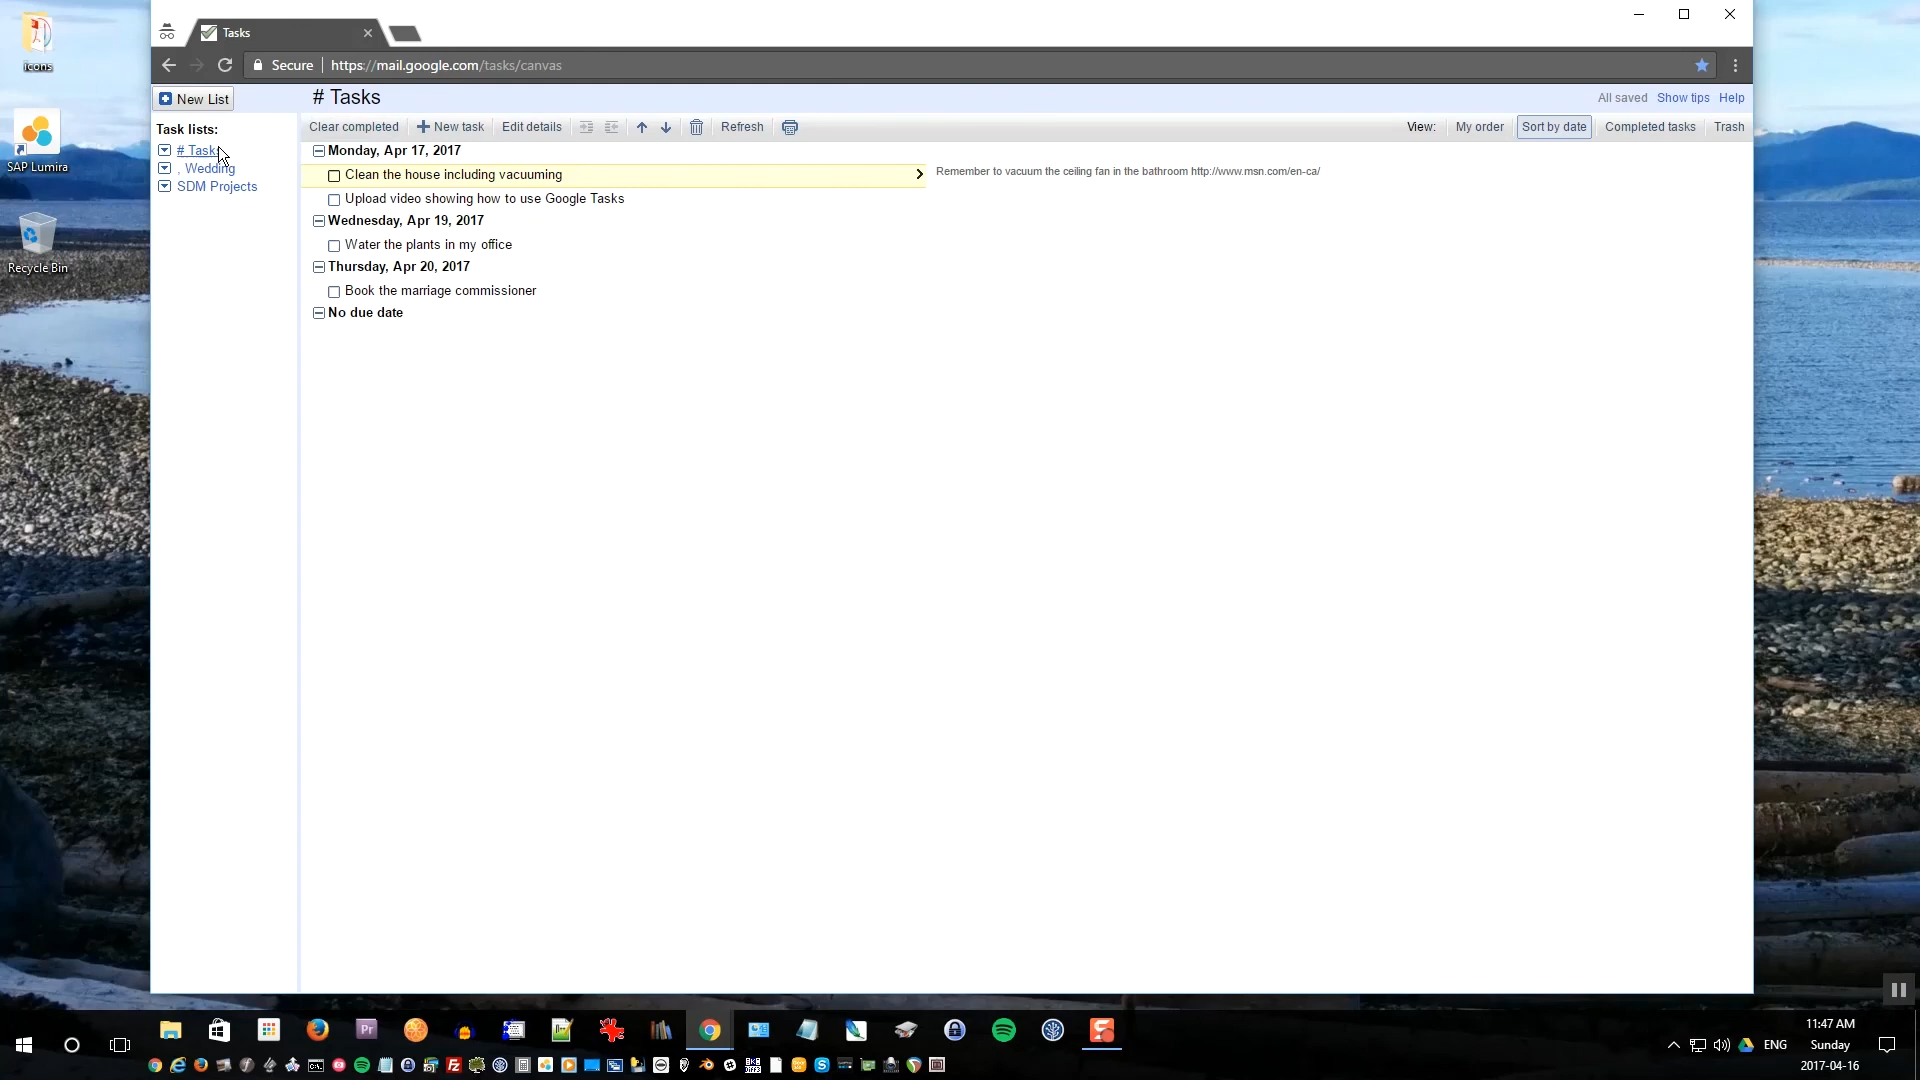 icons
SAP Lumira
Recycle Bin
Tasks
Secure
https://mail.google.com/tasks/canvas
New List
# Tasks
All saved
Show tips
Help
Task lists:
# Tasks
, Wedding
SDM Projects
Clear completed
New task
Edit details
Refresh
View:
My order
Sort by date
Completed tasks
Trash
Monday, Apr 17, 2017
Clean the house including vacuuming
Remember to vacuum the ceiling fan in the bathroom http://www.msn.com/en-ca/
Upload video showing how to use Google Tasks
Wednesday, Apr 19, 2017
Water the plants in my office
Thursday, Apr 20, 2017
Book the marriage commissioner
No due date
Pr
Fz
ENG
11:47 AM
Sunday
2017-04-16